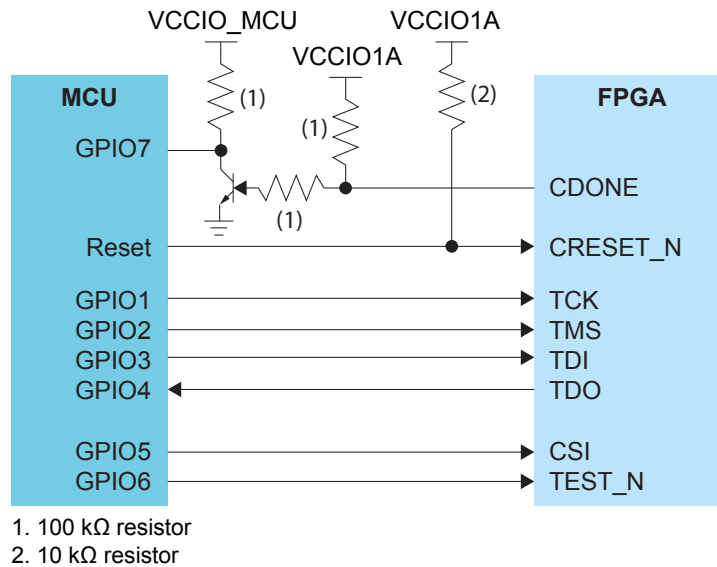 VCCIO_MCU
VCCIO1A
VCCIO1A
MCU
(1)
(2)
FPGA
(1)
GPIO7
CDONE
(1)
Reset
CRESET_N
GPIO1
TCK
GPIO2
TMS
GPIO3
TDI
GPIO4
TDO
GPIO5
CSI
GPIO6
TEST_N
1. 100 kΩ resistor
2. 10 kΩ resistor